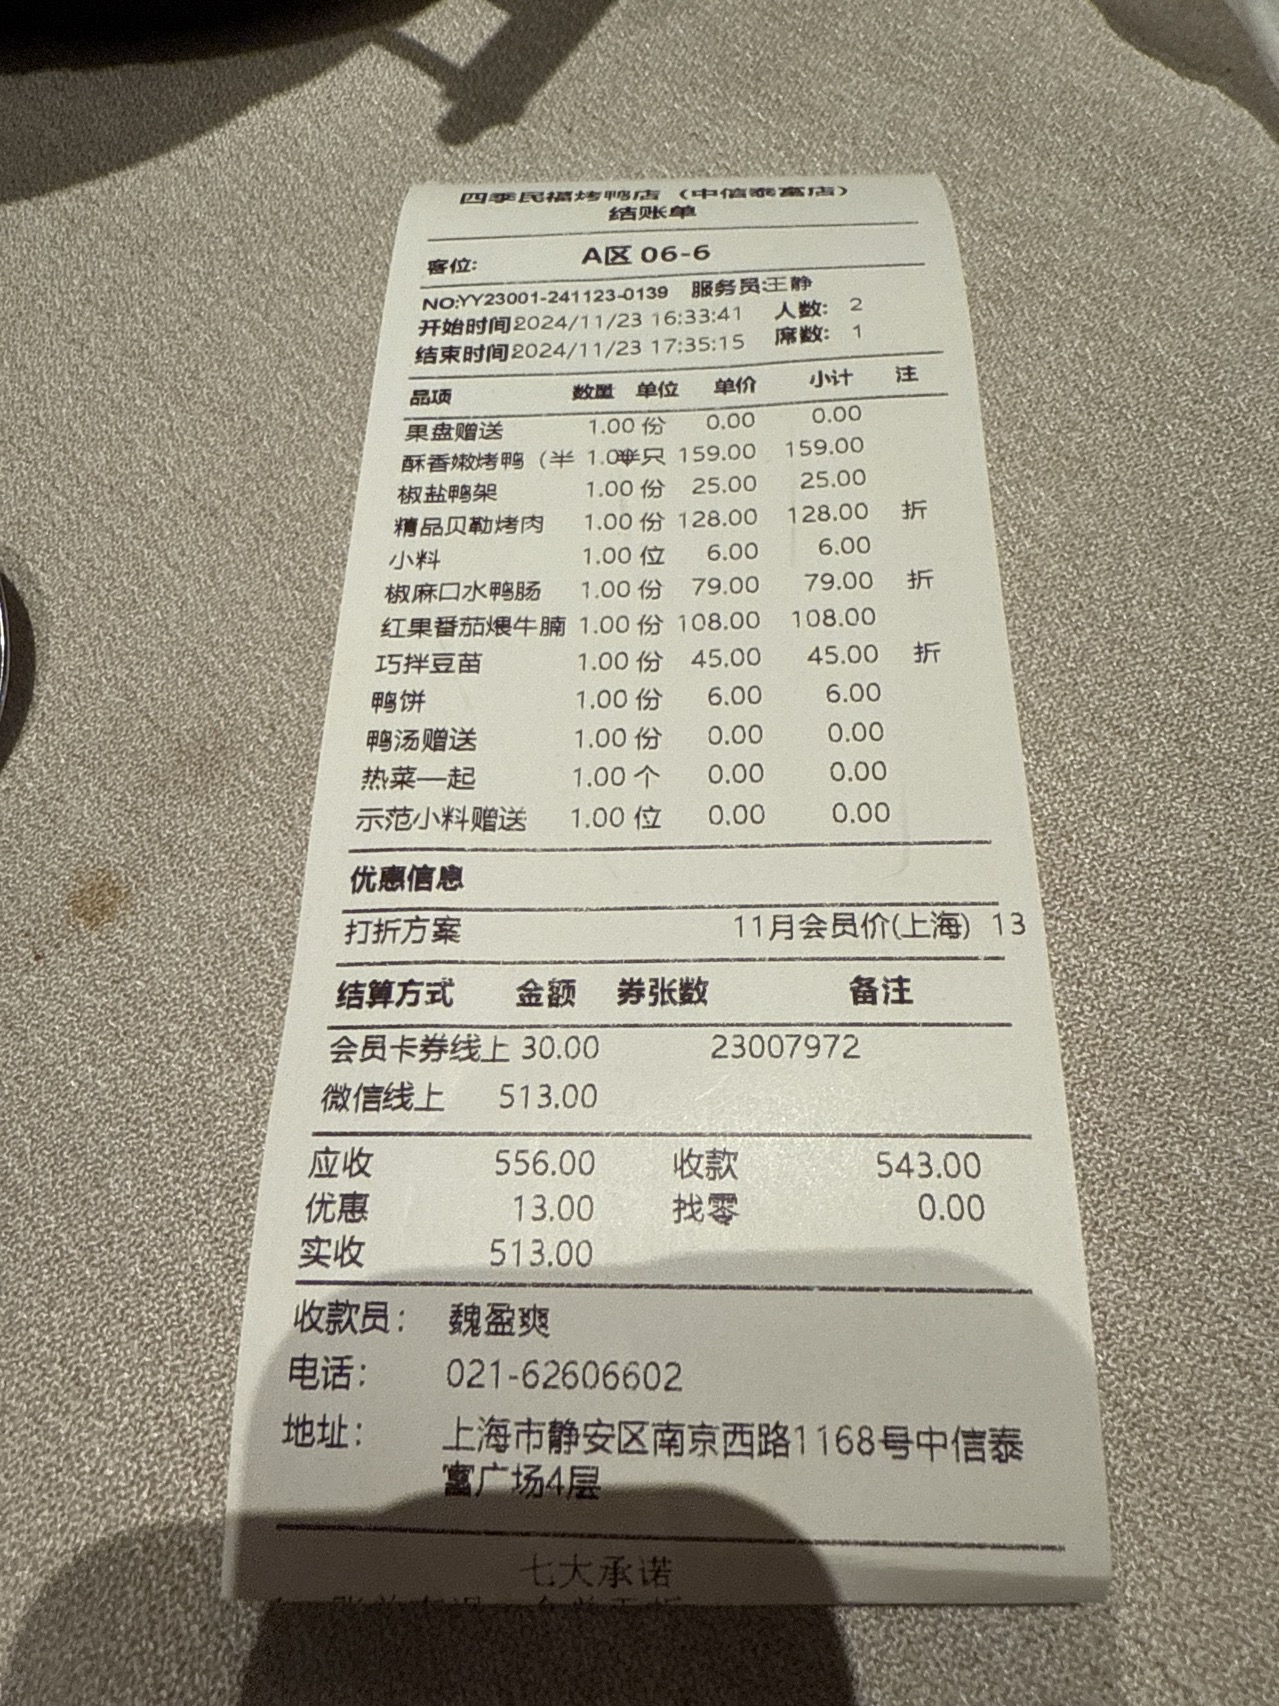 四季民福烤鸭店（中信泰富店）
结账单
客位: A区 06-6
NO:YY23001-241123-0139 服务员:王静
开始时间2024/11/23 16:33:41 人数: 2
结束时间2024/11/23 17:35:15 席数: 1
品项 数量 单位 单价 小计 注
果盘赠送 1.00 份 0.00 0.00
酥香嫩烤鸭（半 1.00半只 159.00 159.00
椒盐鸭架 1.00 份 25.00 25.00
精品贝勒烤肉 1.00 份 128.00 128.00 折
小料 1.00 位 6.00 6.00
椒麻口水鸭肠 1.00 份 79.00 79.00 折
红果番茄煨牛腩 1.00 份 108.00 108.00
巧拌豆苗 1.00 份 45.00 45.00 折
鸭饼 1.00 份 6.00 6.00
鸭汤赠送 1.00 份 0.00 0.00
热菜一起 1.00 个 0.00 0.00
示范小料赠送 1.00 位 0.00 0.00
优惠信息
打折方案 11月会员价(上海) 13
结算方式 金额 券张数 备注
会员卡券线上 30.00 23007972
微信线上 513.00
应收 556.00 收款 543.00
优惠 13.00 找零 0.00
实收 513.00
收款员: 魏盈爽
电话: 021-62606602
地址: 上海市静安区南京西路1168号中信泰
富广场4层
七大承诺